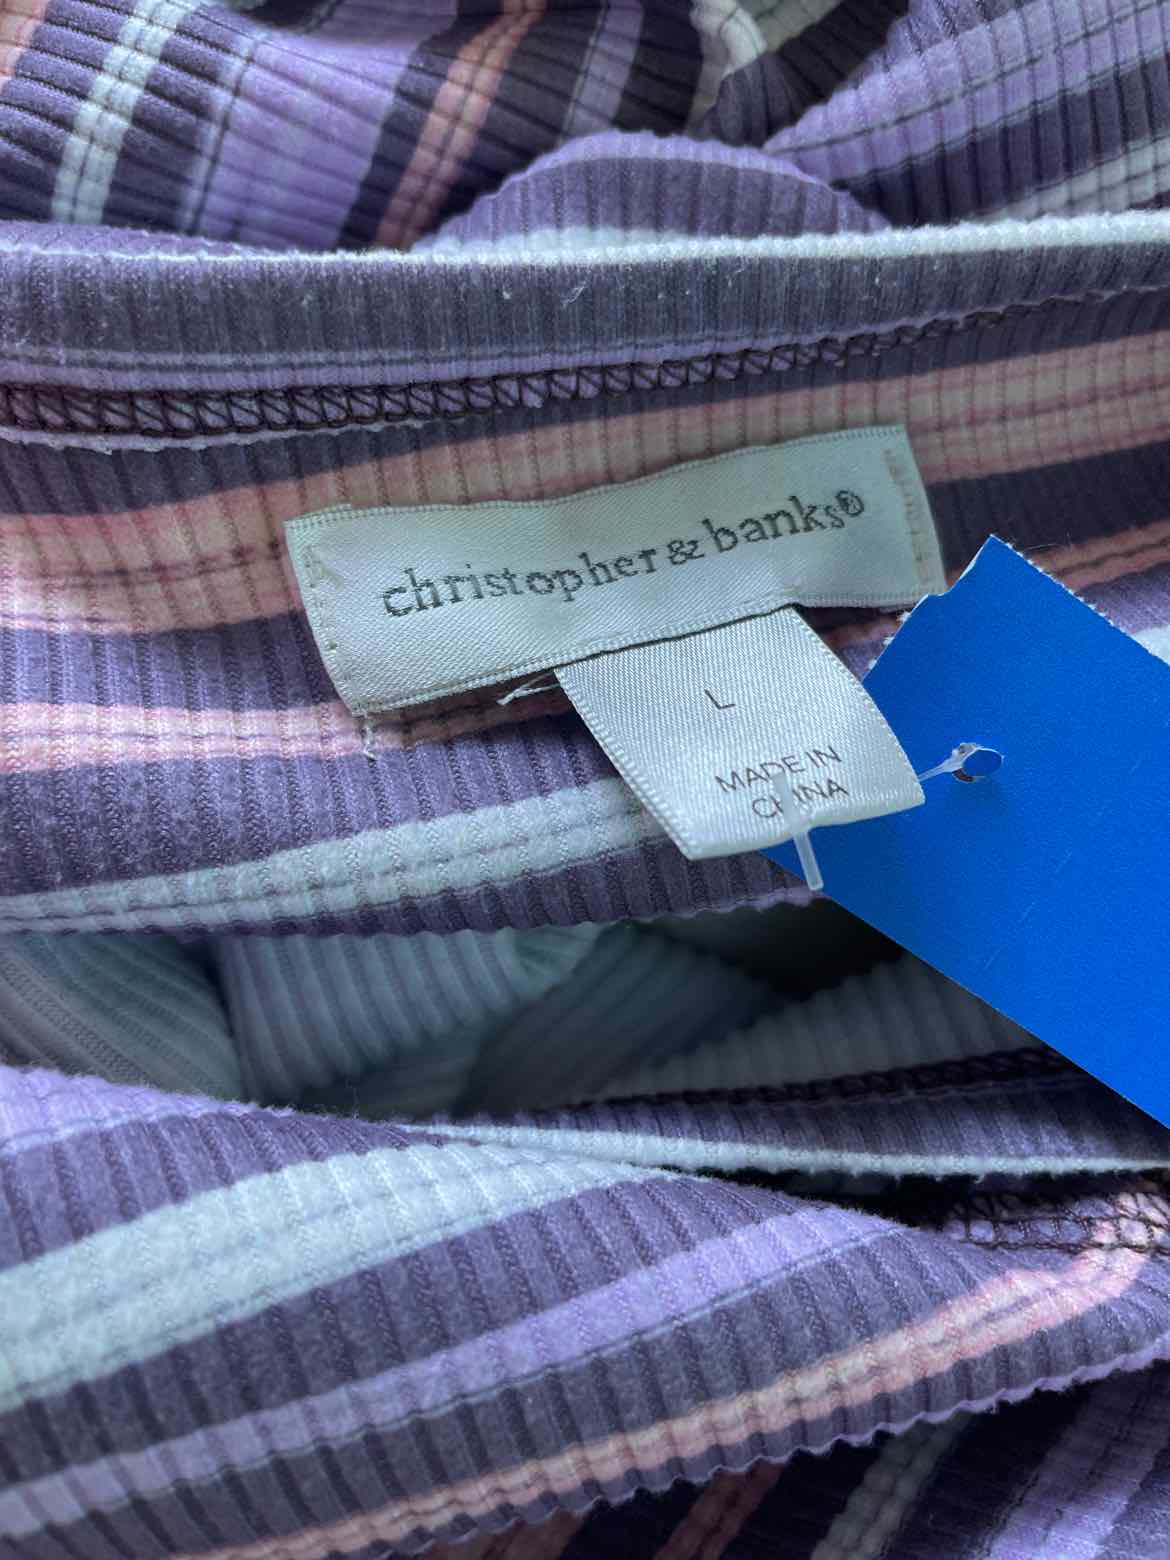 christopher & banks®
L
MADE IN
CHINA